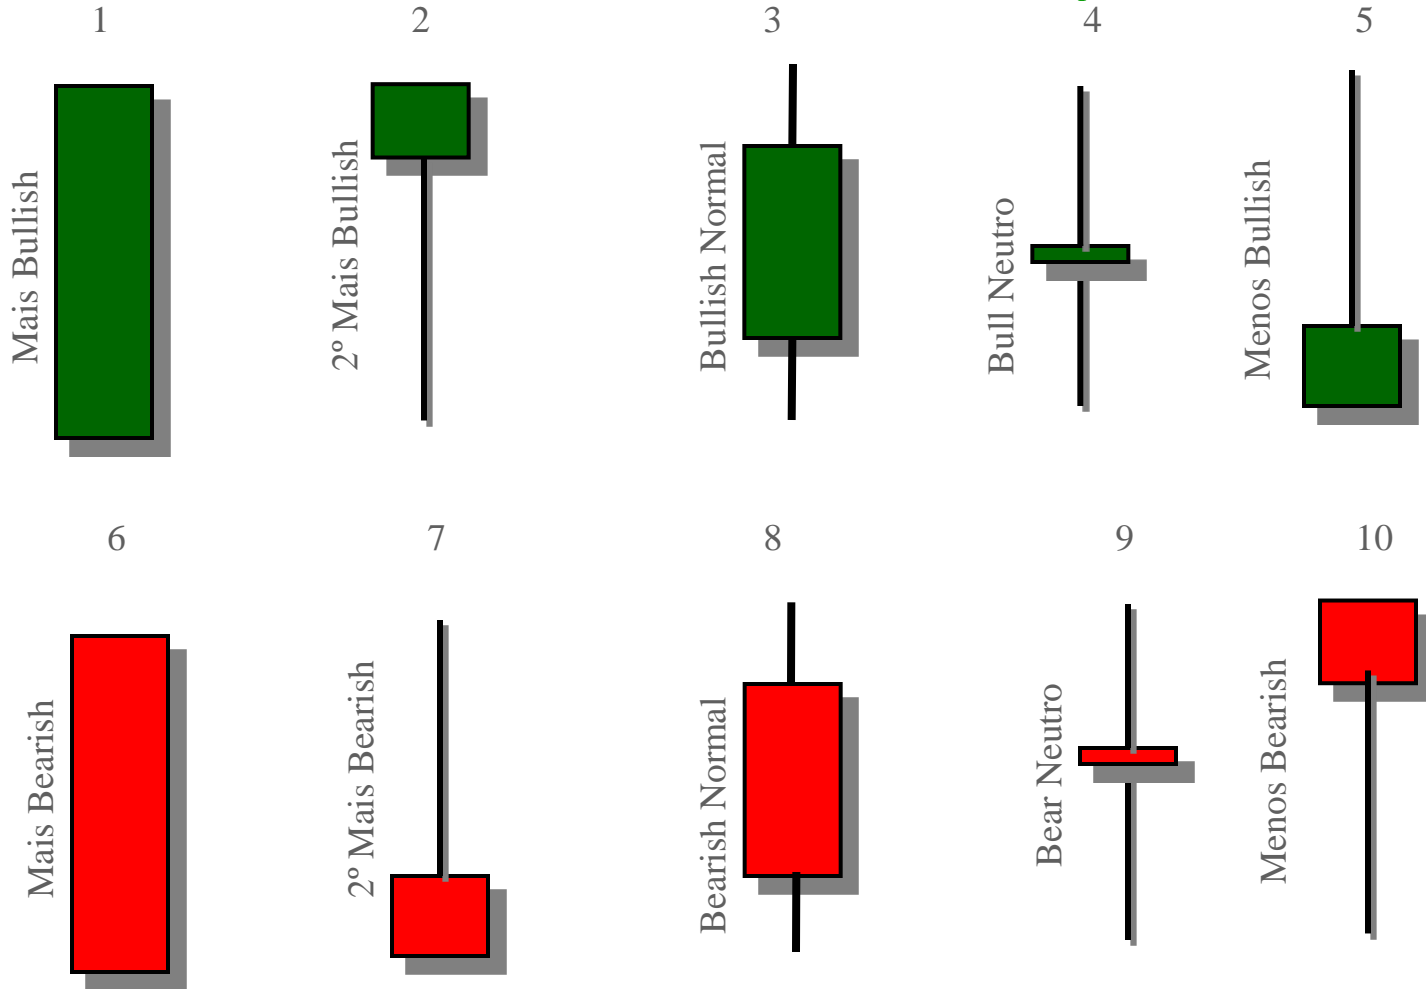 1
2
3
4
5
Mais Bullish
2º Mais Bullish
Bullish Normal
Bull Neutro
Menos Bullish
6
7
8
9
10
Mais Bearish
2º Mais Bearish
Bearish Normal
Bear Neutro
Menos Bearish